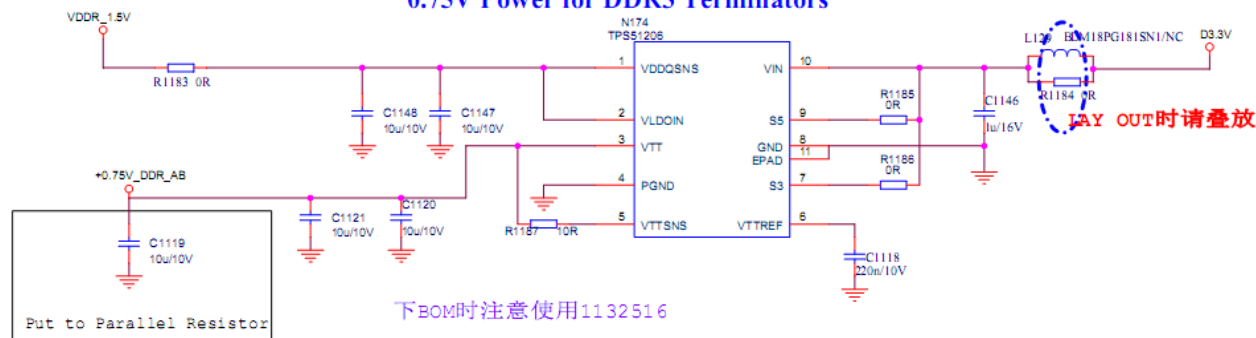 0.75V Power for DDR3 Terminators
VDDR_1.5V
N174
TPS51206
L129 BLM18PG181SN1/NC
D3.3V
R1183 0R
1 VDDQSNS
VIN 10
R1185
0R
R1184 0R
C1148
10u/10V
C1147
10u/10V
C1146
1u/16V
LAY OUT时请叠放
2 VLDOIN
S5 9
3 VTT
GND 8
EPAD 11
R1186
0R
+0.75V_DDR_AB
4 PGND
S3 7
C1121
10u/10V
C1120
10u/10V
R1187 10R
5 VTTSNS
VTTREF 6
C1119
10u/10V
C1118
220n/10V
下BOM时注意使用1132516
Put to Parallel Resistor